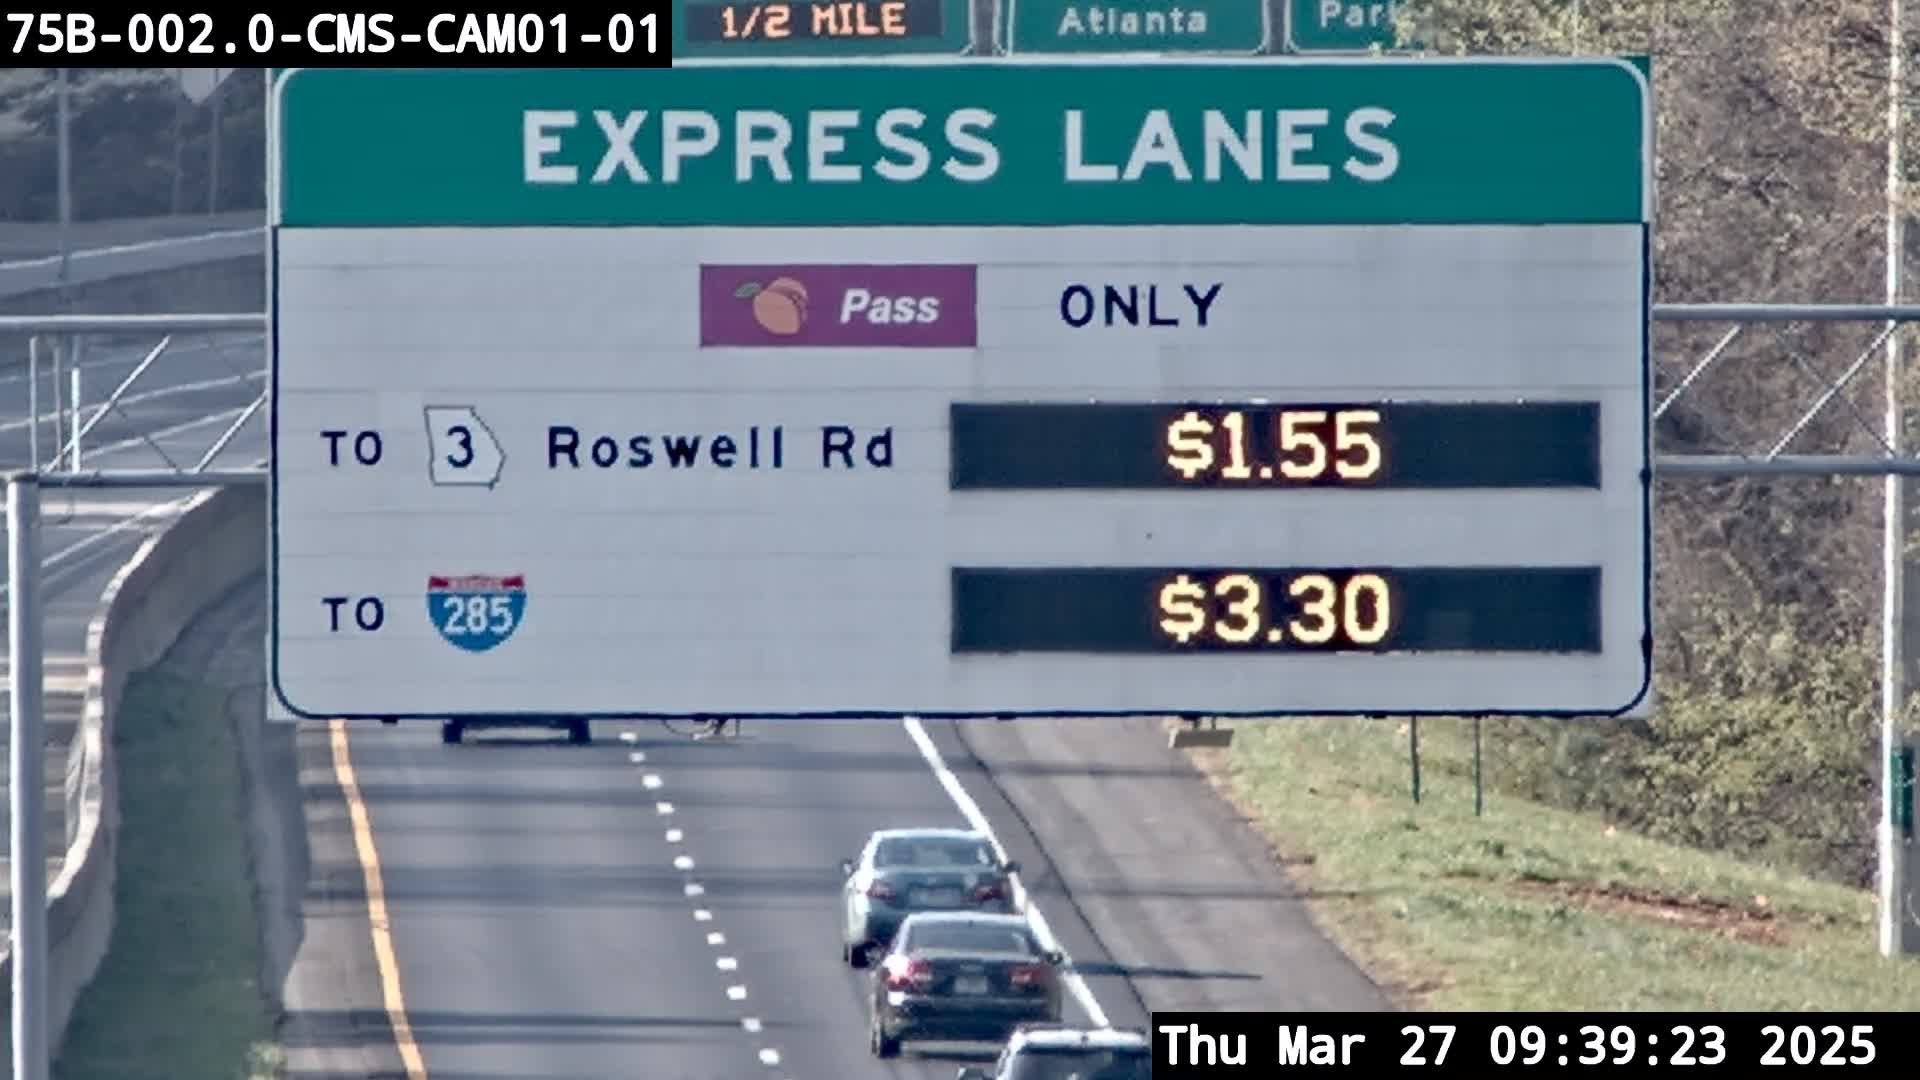 75B-002.0-CMS-CAM01-01
1/2 MILE
Atlanta
EXPRESS LANES
Pass ONLY
TO 3 Roswell Rd $1.55
TO 285 $3.30
Thu Mar 27 09:39:23 2025